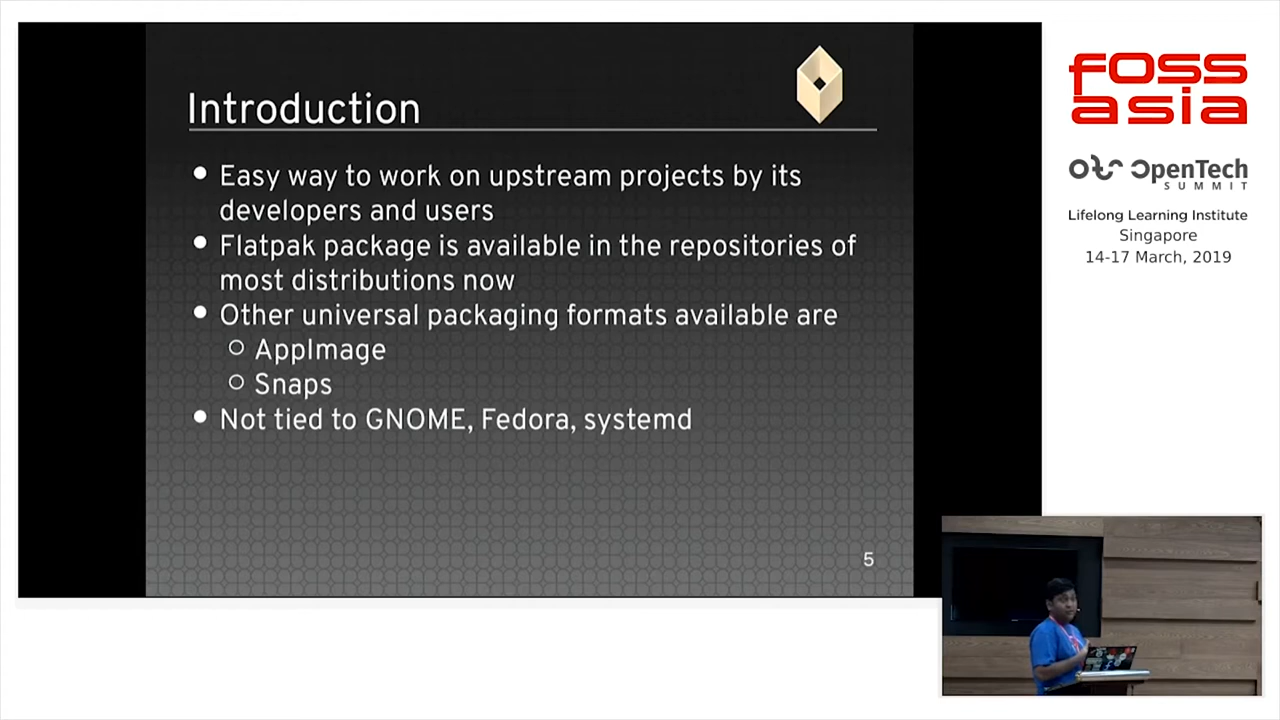 Introduction
Easy way to work on upstream projects by its
developers and users
Flatpak package is available in the repositories of
most distributions now
Other universal packaging formats available are
AppImage
Snaps
Not tied to GNOME, Fedora, systemd
5
fossasia
OpenTech
SUMMIT
Lifelong Learning Institute
Singapore
14-17 March, 2019